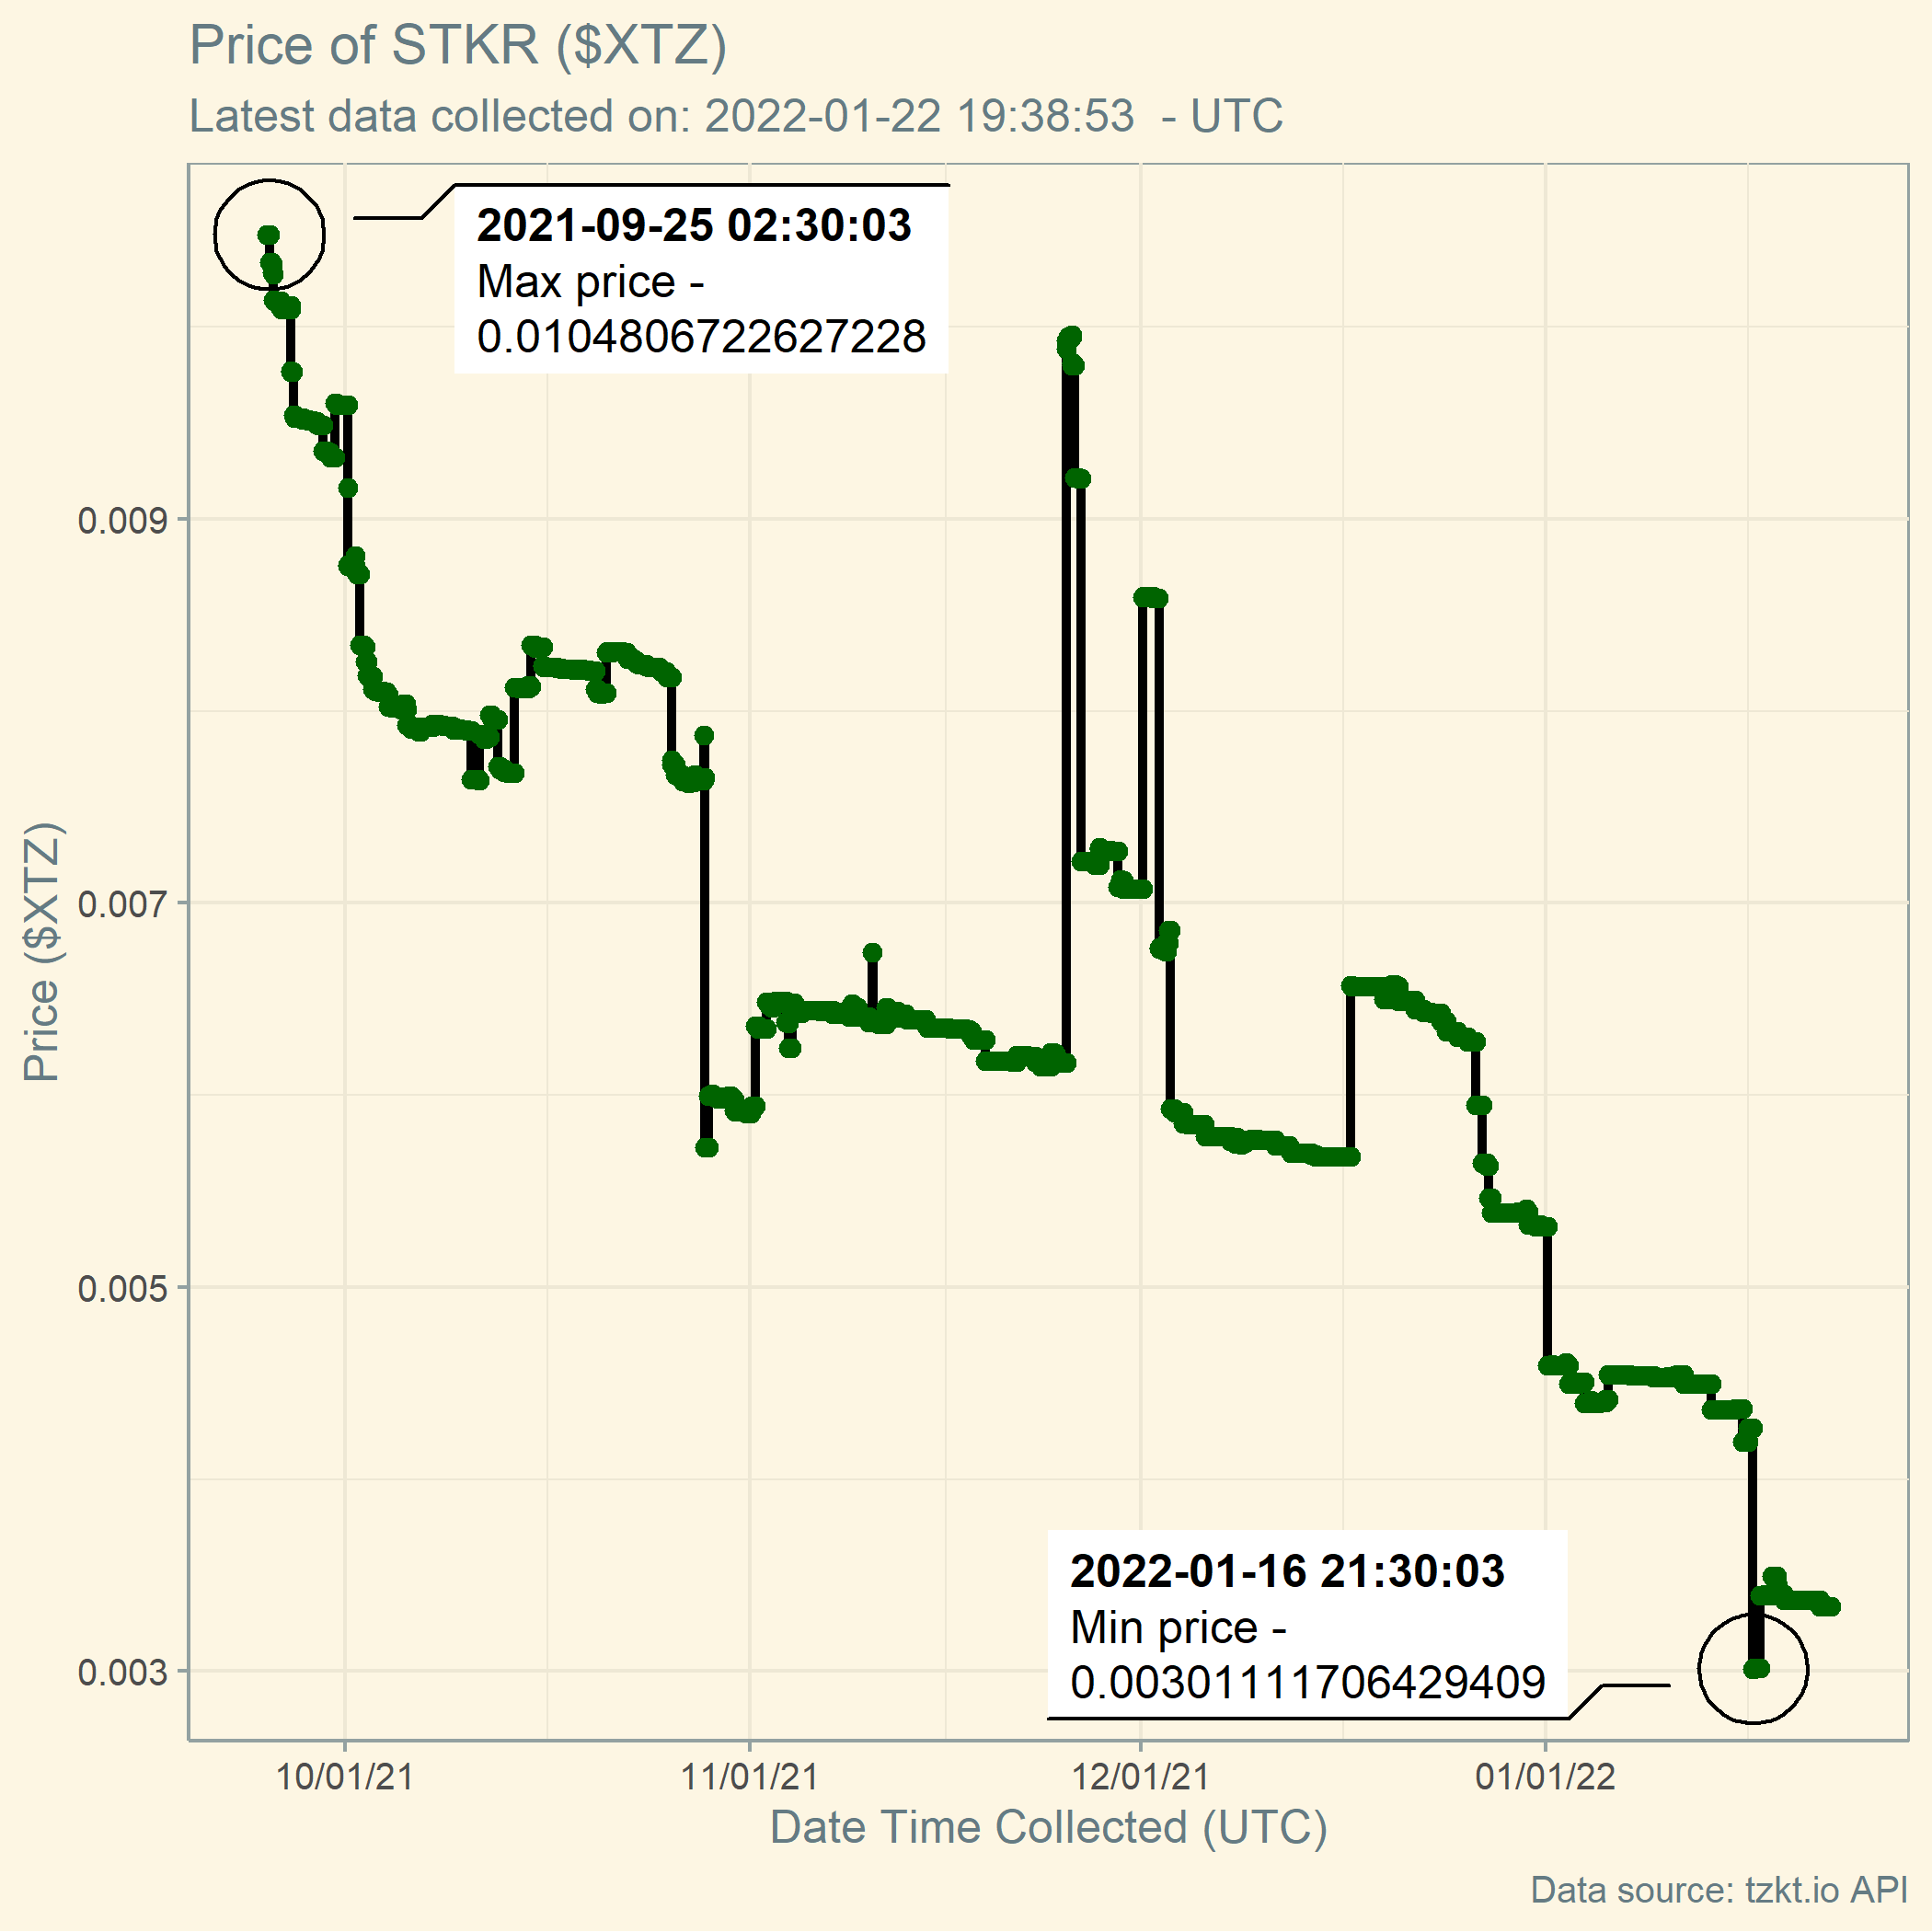 Price of STKR ($XTZ)
Latest data collected on: 2022-01-22 19:38:53  - UTC
2021-09-25 02:30:03
Max price -
0.0104806722627228
0.009
0.007
0.005
0.003
Price ($XTZ)
2022-01-16 21:30:03
Min price -
0.00301111706429409
10/01/21
11/01/21
12/01/21
01/01/22
Date Time Collected (UTC)
Data source: tzkt.io API